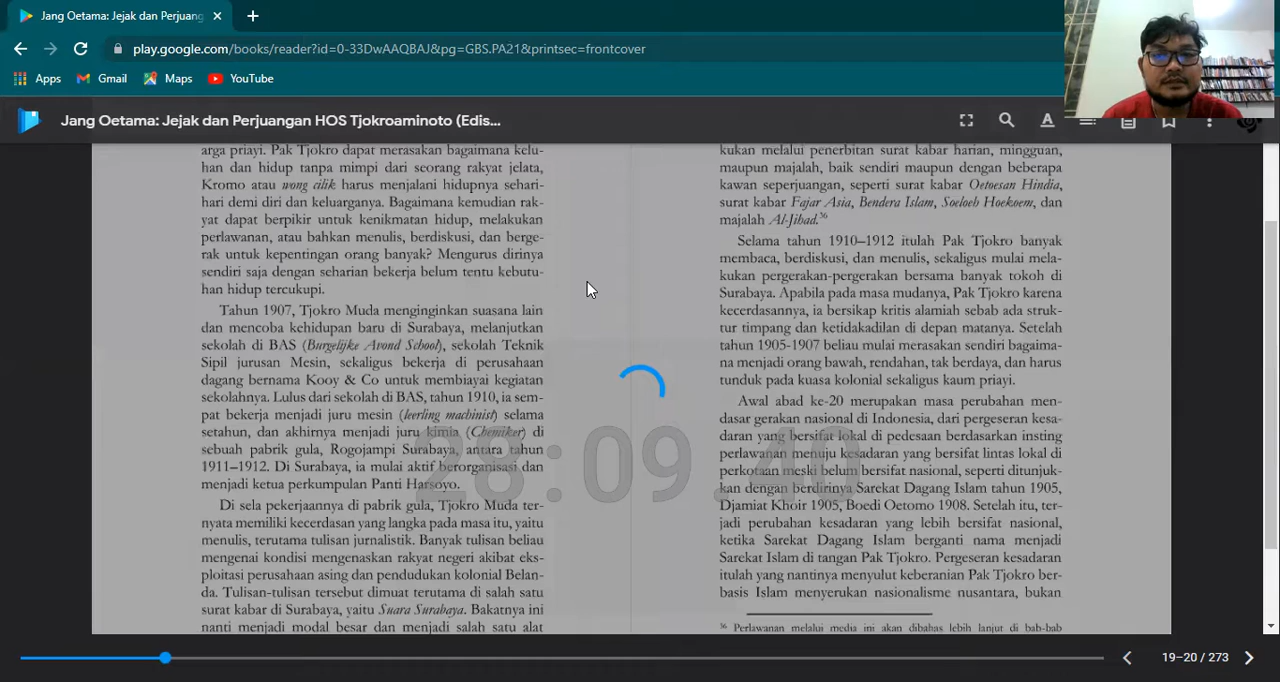 Jang Oetama: Jejak dan Perjuang
play.google.com/books/reader?id=0-33DwAAQBAJ&pg=GBS.PA21&printsec=frontcover
Apps Gmail Maps YouTube
Jang Oetama: Jejak dan Perjuangan HOS Tjokroaminoto (Edis...
arga priayi. Pak Tjokro dapat merasakan bagaimana kelu-
han dan hidup tanpa mimpi dari seorang rakyat jelata,
Kromo atau wong cilik harus menjalani hidupnya sehari-
hari demi diri dan keluarganya. Bagaimana kemudian rak-
yat dapat berpikir untuk kenikmatan hidup, melakukan
perlawanan, atau bahkan menulis, berdiskusi, dan berge-
rak untuk kepentingan orang banyak? Mengurus dirinya
sendiri saja dengan seharian bekerja belum tentu kebutu-
han hidup tercukupi.
Tahun 1907, Tjokro Muda menginginkan suasana lain
dan mencoba kehidupan baru di Surabaya, melanjutkan
sekolah di BAS (Burgelijke Avond School), sekolah Teknik
Sipil jurusan Mesin, sekaligus bekerja di perusahaan
dagang bernama Kooy & Co untuk membiayai kegiatan
sekolahnya. Lulus dari sekolah di BAS, tahun 1910, ia sem-
pat bekerja menjadi juru mesin (leerling machinist) selama
setahun, dan akhirnya menjadi juru kimia (Chemiker) di
sebuah pabrik gula, Rogojampi Surabaya, antara tahun
1911–1912. Di Surabaya, ia mulai aktif berorganisasi dan
menjadi ketua perkumpulan Panti Harsoyo.
Di sela pekerjaannya di pabrik gula, Tjokro Muda ter-
nyata memiliki kecerdasan yang langka pada masa itu, yaitu
menulis, terutama tulisan jurnalistik. Banyak tulisan beliau
mengenai kondisi mengenaskan rakyat negeri akibat eks-
ploitasi perusahaan asing dan pendudukan kolonial Belan-
da. Tulisan-tulisan tersebut dimuat terutama di salah satu
surat kabar di Surabaya, yaitu Suara Surabaya. Bakatnya ini
nanti menjadi modal besar dan menjadi salah satu alat
kukan melalui penerbitan surat kabar harian, mingguan,
maupun majalah, baik sendiri maupun dengan beberapa
kawan seperjuangan, seperti surat kabar Oetoesan Hindia,
surat kabar Fajar Asia, Bendera Islam, Soeloeh Hoekoem, dan
majalah Al-Jihad.36
Selama tahun 1910–1912 itulah Pak Tjokro banyak
membaca, berdiskusi, dan menulis, sekaligus mulai mela-
kukan pergerakan-pergerakan bersama banyak tokoh di
Surabaya. Apabila pada masa mudanya, Pak Tjokro karena
kecerdasannya, ia bersikap kritis alamiah sebab ada struk-
tur timpang dan ketidakadilan di depan matanya. Setelah
tahun 1905-1907 beliau mulai merasakan sendiri bagaima-
na menjadi orang bawah, rendahan, tak berdaya, dan harus
tunduk pada kuasa kolonial sekaligus kaum priayi.
Awal abad ke-20 merupakan masa perubahan men-
dasar gerakan nasional di Indonesia, dari pergeseran kesa-
daran yang bersifat lokal di pedesaan berdasarkan insting
perlawanan menuju kesadaran yang bersifat lintas lokal di
perkotaan meski belum bersifat nasional, seperti ditunjuk-
kan dengan berdirinya Sarekat Dagang Islam tahun 1905,
Djamiat Khoir 1905, Boedi Oetomo 1908. Setelah itu, ter-
jadi perubahan kesadaran yang lebih bersifat nasional,
ketika Sarekat Dagang Islam berganti nama menjadi
Sarekat Islam di tangan Pak Tjokro. Pergeseran kesadaran
itulah yang nantinya menyulut keberanian Pak Tjokro ber-
basis Islam menyerukan nasionalisme nusantara, bukan
36 Perlawanan melalui media ini akan dibahas lebih lanjut di bab-bab
28:09.40
19–20 / 273